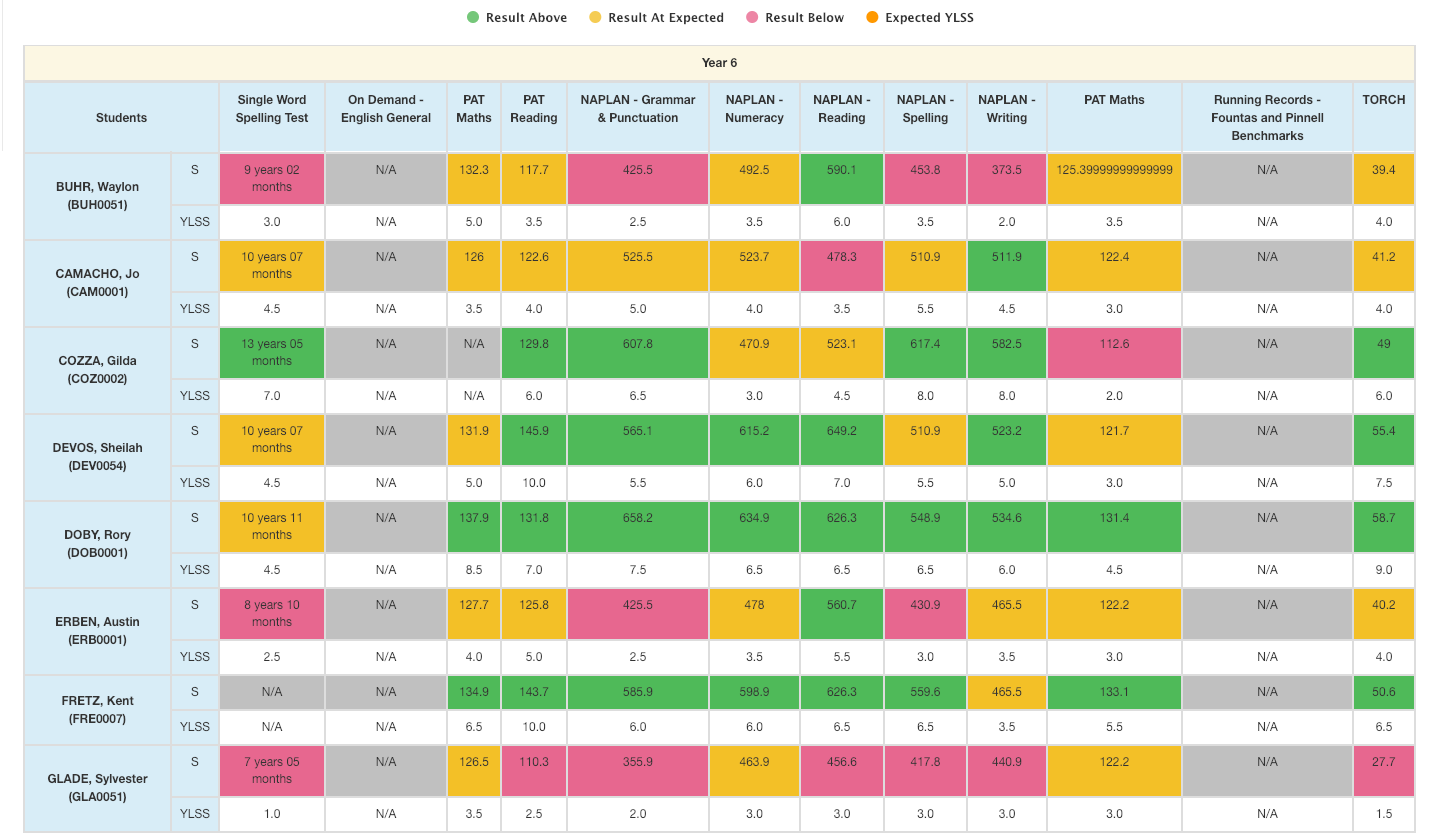 Result Above Result At Expected Result Below Expected YLSS
Year 6
Students Single Word Spelling Test On Demand - English General PAT Maths PAT Reading NAPLAN - Grammar & Punctuation NAPLAN - Numeracy NAPLAN - Reading NAPLAN - Spelling NAPLAN - Writing PAT Maths Running Records - Fountas and Pinnell Benchmarks TORCH
BUHR, Waylon (BUH0051) S 9 years 02 months N/A 132.3 117.7 425.5 492.5 590.1 453.8 373.5 125.39999999999999 N/A 39.4
YLSS 3.0 N/A 5.0 3.5 2.5 3.5 6.0 3.5 2.0 3.5 N/A 4.0
CAMACHO, Jo (CAM0001) S 10 years 07 months N/A 126 122.6 525.5 523.7 478.3 510.9 511.9 122.4 N/A 41.2
YLSS 4.5 N/A 3.5 4.0 5.0 4.0 3.5 5.5 4.5 3.0 N/A 4.0
COZZA, Gilda (COZ0002) S 13 years 05 months N/A N/A 129.8 607.8 470.9 523.1 617.4 582.5 112.6 N/A 49
YLSS 7.0 N/A N/A 6.0 6.5 3.0 4.5 8.0 8.0 2.0 N/A 6.0
DEVOS, Sheilah (DEV0054) S 10 years 07 months N/A 131.9 145.9 565.1 615.2 649.2 510.9 523.2 121.7 N/A 55.4
YLSS 4.5 N/A 5.0 10.0 5.5 6.0 7.0 5.5 5.0 3.0 N/A 7.5
DOBY, Rory (DOB0001) S 10 years 11 months N/A 137.9 131.8 658.2 634.9 626.3 548.9 534.6 131.4 N/A 58.7
YLSS 4.5 N/A 8.5 7.0 7.5 6.5 6.5 6.5 6.0 4.5 N/A 9.0
ERBEN, Austin (ERB0001) S 8 years 10 months N/A 127.7 125.8 425.5 478 560.7 430.9 465.5 122.2 N/A 40.2
YLSS 2.5 N/A 4.0 5.0 2.5 3.5 5.5 3.0 3.5 3.0 N/A 4.0
FRETZ, Kent (FRE0007) S N/A N/A 134.9 143.7 585.9 598.9 626.3 559.6 465.5 133.1 N/A 50.6
YLSS N/A N/A 6.5 10.0 6.0 6.0 6.5 6.5 3.5 5.5 N/A 6.5
GLADE, Sylvester (GLA0051) S 7 years 05 months N/A 126.5 110.3 355.9 463.9 456.6 417.8 440.9 122.2 N/A 27.7
YLSS 1.0 N/A 3.5 2.5 2.0 3.0 3.0 3.0 3.0 3.0 N/A 1.5